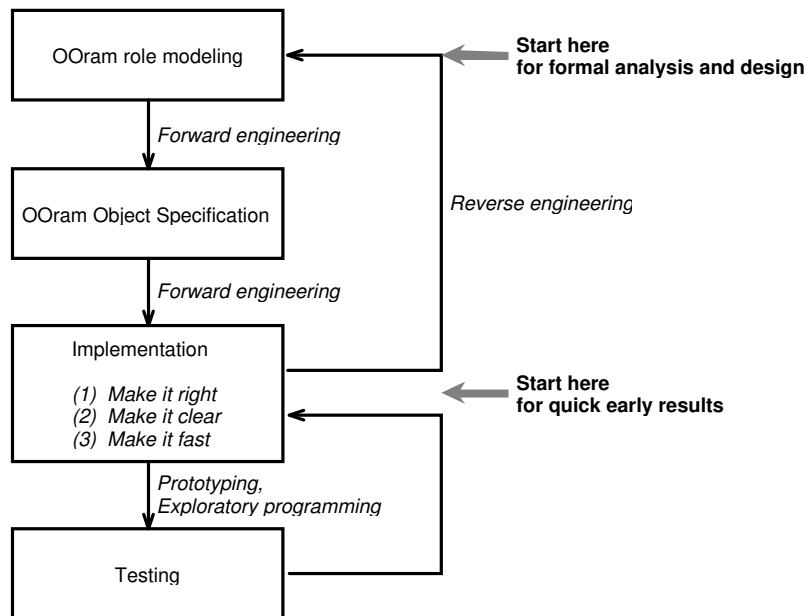 OOram role modeling
Start here
for formal analysis and design
Forward engineering
OOram Object Specification
Reverse engineering
Forward engineering
Implementation
(1) Make it right
(2) Make it clear
(3) Make it fast
Start here
for quick early results
Prototyping,
Exploratory programming
Testing